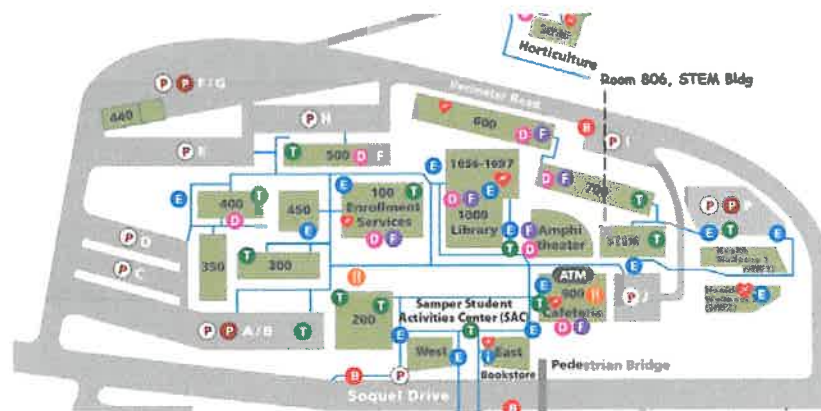 Horticulture
Room 806, STEM Bldg
Perimeter Road
P P F/G
440
P H
600
B
P I
P E
T
500
D F
D F
E
1000
Library
E
100
Enrollment
Services
T
D F
D F
E
E
400
T
D
450
E
E F
T D
Amphi
theater
D F
700
T
STEM
T
P P
E T E
E
P D
P C
350
T
300
ATM
E
900
Cafeteria
T
D F
E
P J
E
P P A/B
T
T T
200
Samper Student
Activities Center (SAC)
T
E
E
E
West
East
Bookstore
Pedestrian Bridge
B
P
Soquel Drive
B